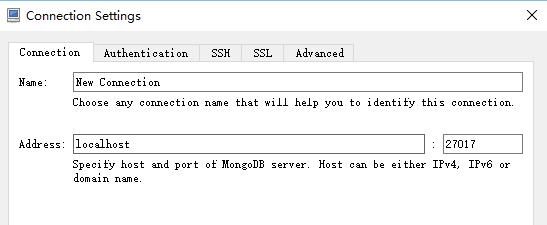 Connection Settings
Connection Authentication SSH SSL Advanced
Name: New Connection
Choose any connection name that will help you to identify this connection.
Address: localhost : 27017
Specify host and port of MongoDB server. Host can be either IPv4, IPv6 or
domain name.